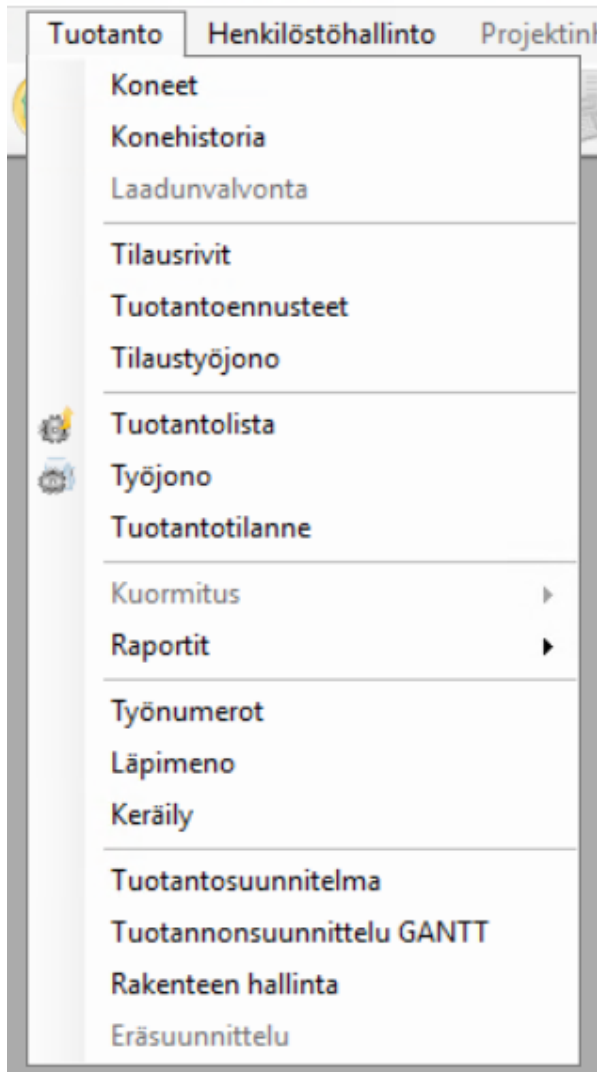 Tuotanto Henkilöstöhallinto
Koneet
Konehistoria
Laadunvalvonta
Tilausrivit
Tuotantoennusteet
Tilaustyöjono
Tuotantolista
Työjono
Tuotantotilanne
Kuormitus
Raportit
Työnumerot
Läpimeno
Keräily
Tuotantosuunnitelma
Tuotannonsuunnittelu GANTT
Rakenteen hallinta
Eräsuunnittelu